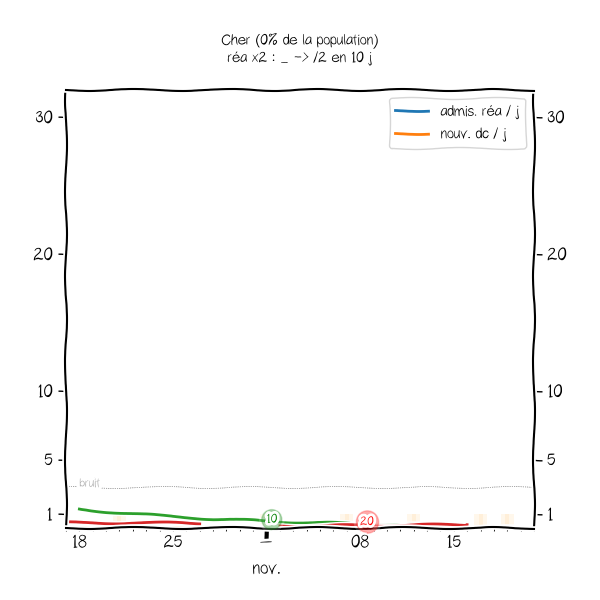 Cher (0% de la population)
réa x2 : _ -> /2 en 10 j
admis. réa / j
nouv. dc / j
30
30
20
20
10
10
5
5
bruit
1
1
10
20
18
25
1
08
15
nov.